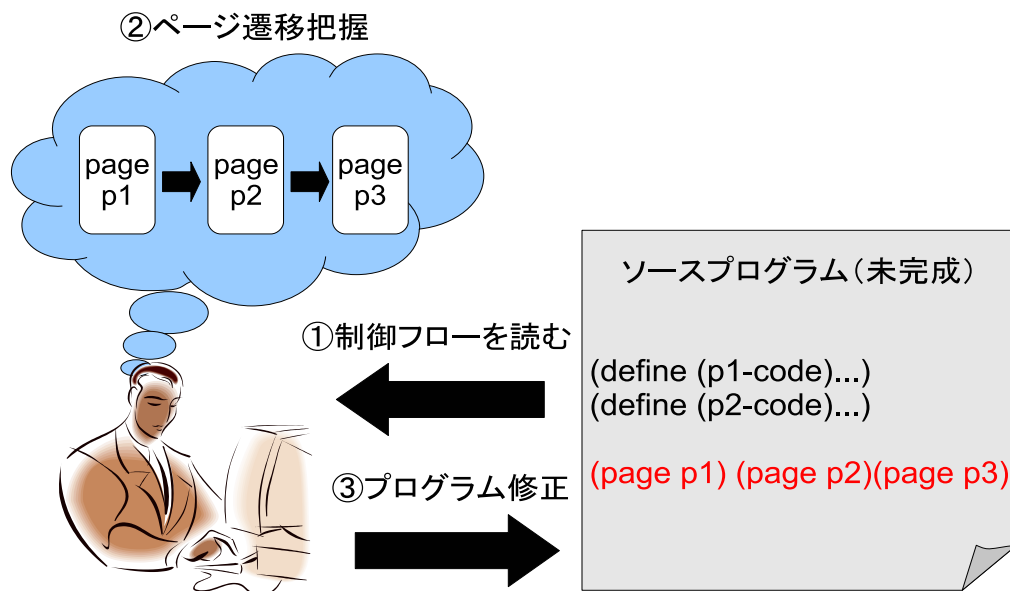 ②ページ遷移把握
page
p1
page
p2
page
p3
ソースプログラム(未完成)
①制御フローを読む
(define (p1-code)...)
(define (p2-code)...)
(page p1) (page p2)(page p3)
③プログラム修正